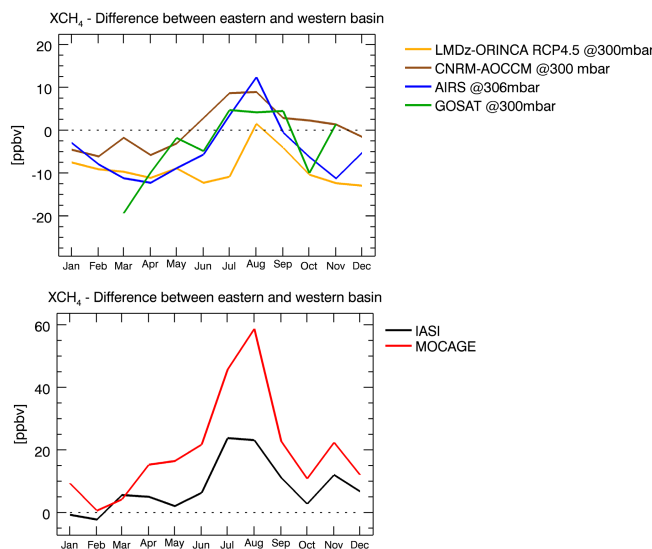 XCH4 - Difference between eastern and western basin
20
10
0
-10
-20
[ppbv]
Jan Feb Mar Apr May Jun Jul Aug Sep Oct Nov Dec
LMDz-ORINCA RCP4.5 @300mbar
CNRM-AOCCM @300 mbar
AIRS @306mbar
GOSAT @300mbar
XCH4 - Difference between eastern and western basin
60
40
20
0
[ppbv]
Jan Feb Mar Apr May Jun Jul Aug Sep Oct Nov Dec
IASI
MOCAGE